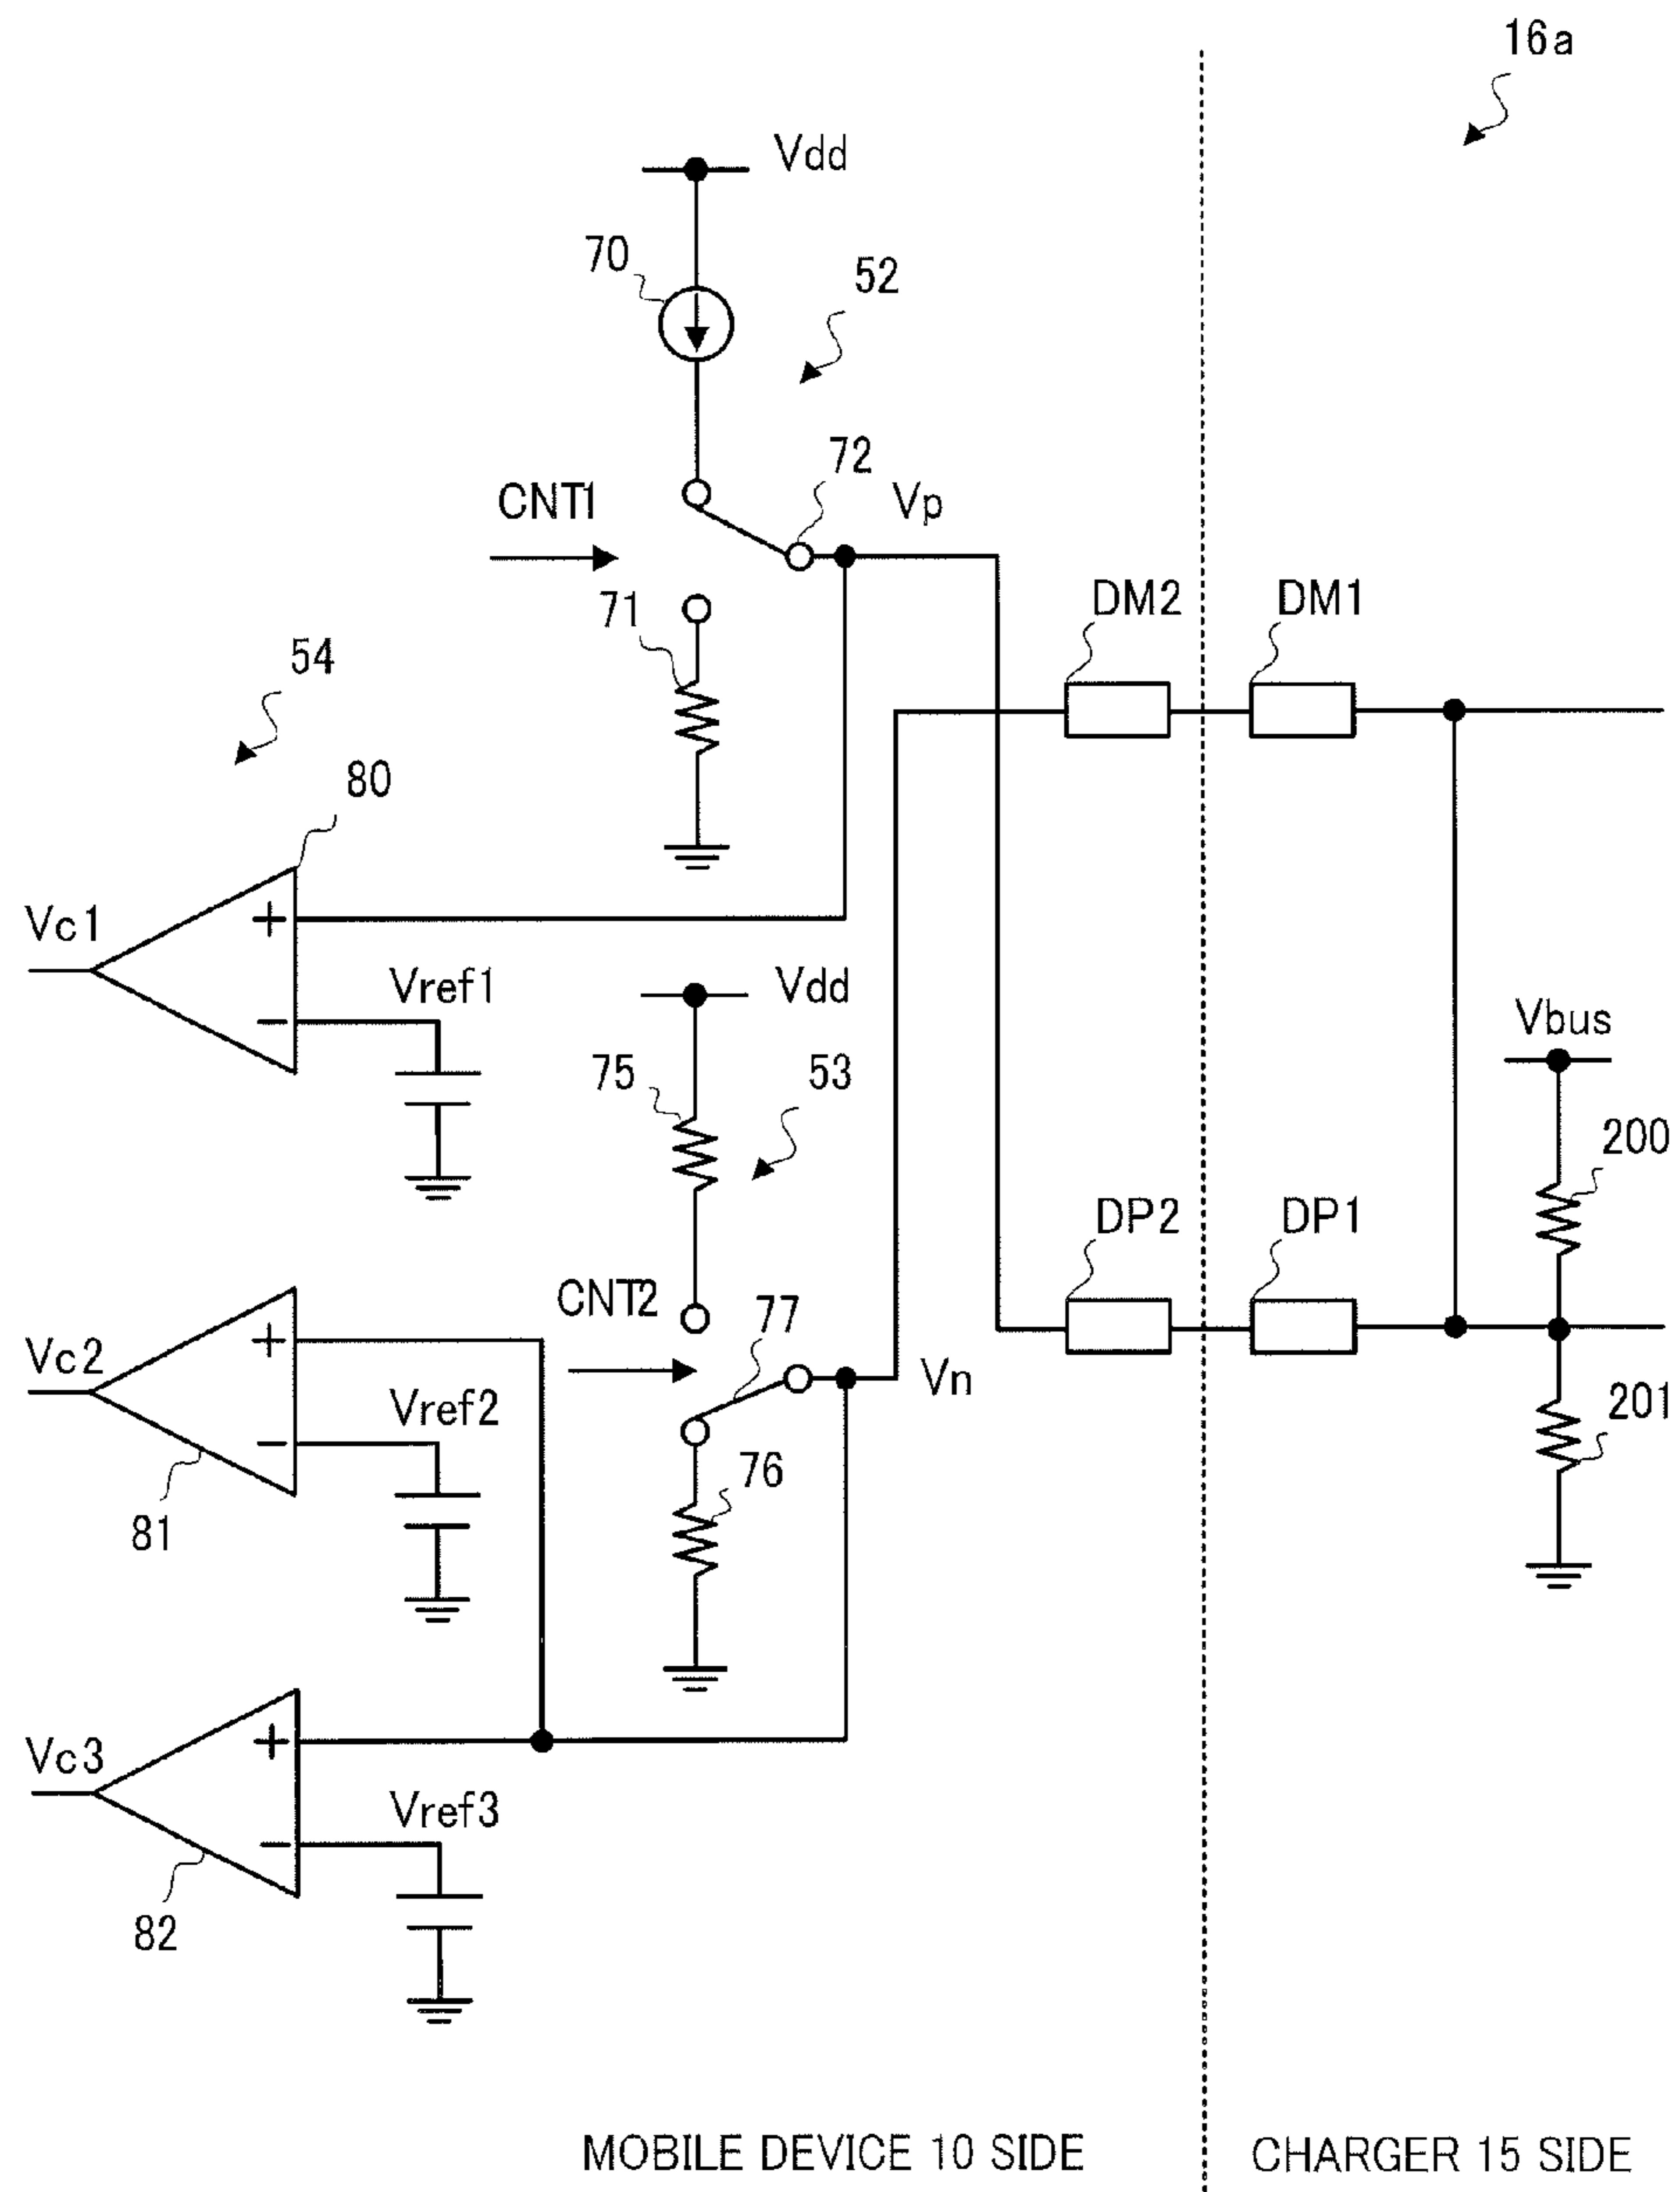 16a
Vdd
70
52
72
CNT1
Vp
71
DM2
DM1
54
80
Vc1
+
−
Vref1
Vdd
75
53
Vbus
200
DP2
DP1
CNT2
77
Vn
Vc2
+
−
Vref2
201
76
81
Vc3
+
−
Vref3
82
MOBILE DEVICE 10 SIDE
CHARGER 15 SIDE